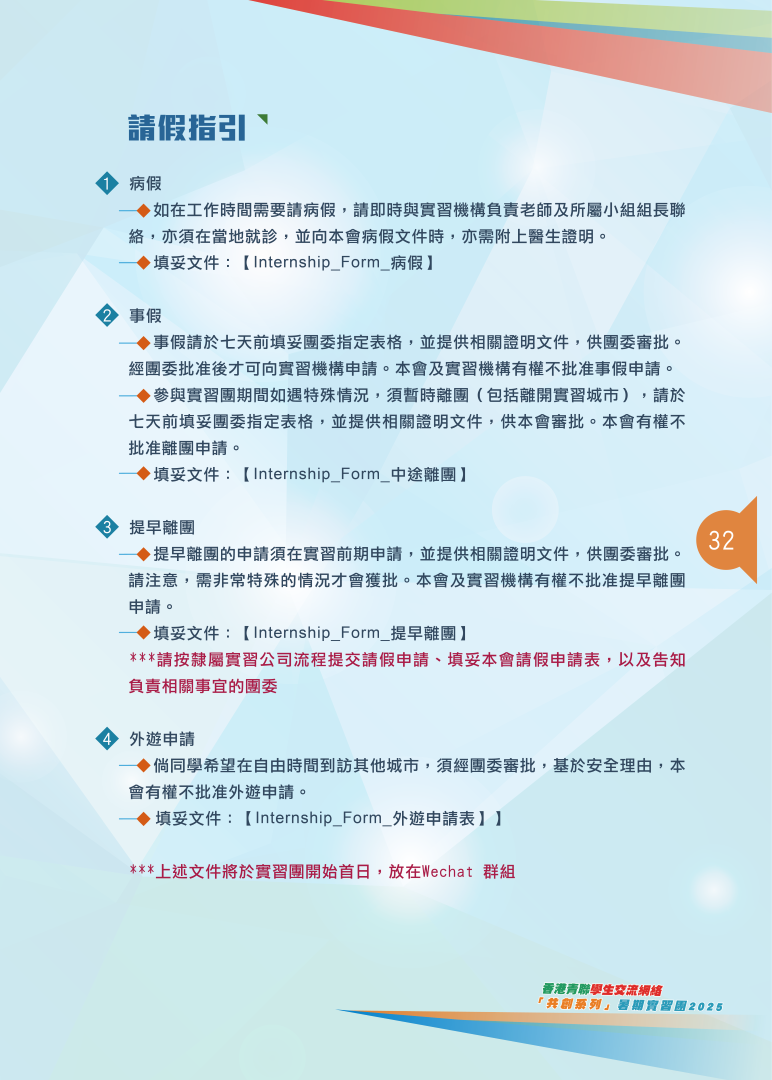 請假指引
1 病假
如在工作時間需要請病假，請即時與實習機構負責老師及所屬小組組長聯
絡，亦須在當地就診，並向本會病假文件時，亦需附上醫生證明。
填妥文件：【Internship_Form_病假】
2 事假
事假請於七天前填妥團委指定表格，並提供相關證明文件，供團委審批。
經團委批准後才可向實習機構申請。本會及實習機構有權不批准事假申請。
參與實習團期間如遇特殊情況，須暫時離團（包括離開實習城市），請於
七天前填妥團委指定表格，並提供相關證明文件，供本會審批。本會有權不
批准離團申請。
填妥文件：【Internship_Form_中途離團】
3 提早離團
提早離團的申請須在實習前期申請，並提供相關證明文件，供團委審批。
請注意，需非常特殊的情況才會獲批。本會及實習機構有權不批准提早離團
申請。
填妥文件：【Internship_Form_提早離團】
***請按隸屬實習公司流程提交請假申請、填妥本會請假申請表，以及告知
負責相關事宜的團委
32
4 外遊申請
倘同學希望在自由時間到訪其他城市，須經團委審批，基於安全理由，本
會有權不批准外遊申請。
填妥文件：【Internship_Form_外遊申請表】】
***上述文件將於實習團開始首日，放在Wechat 群組
香港青聯學生交流網絡
「共創系列」暑期實習團2025